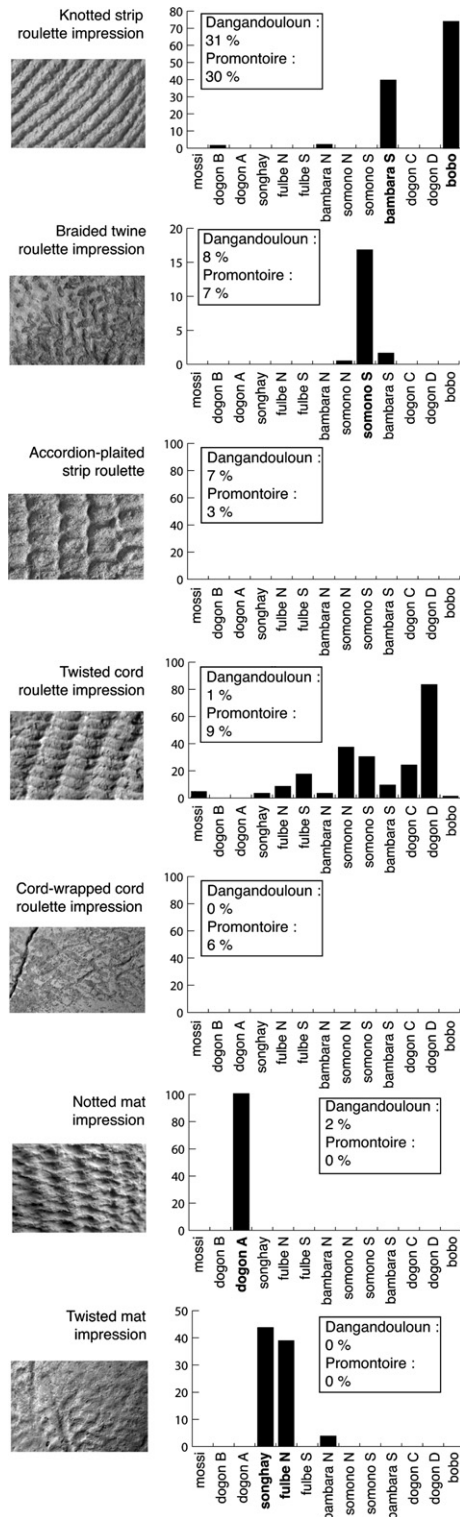 Knotted strip
roulette impression
80
70
60
50
40
30
20
10
0
Dangandouloun :
31 %
Promontoire :
30 %
mossi
dogon B
dogon A
songhay
fulbe N
fulbe S
bambara N
somono N
somono S
bambara S
dogon C
dogon D
bobo
Braided twine
roulette impression
20
15
10
5
0
Dangandouloun :
8 %
Promontoire :
7 %
mossi
dogon B
dogon A
songhay
fulbe N
fulbe S
bambara N
somono N
somono S
bambara S
dogon C
dogon D
bobo
Accordion-plaited
strip roulette
100
80
60
40
20
0
Dangandouloun :
7 %
Promontoire :
3 %
mossi
dogon B
dogon A
songhay
fulbe N
fulbe S
bambara N
somono N
somono S
bambara S
dogon C
dogon D
bobo
Twisted cord
roulette impression
100
80
60
40
20
0
Dangandouloun :
1 %
Promontoire :
9 %
mossi
dogon B
dogon A
songhay
fulbe N
fulbe S
bambara N
somono N
somono S
bambara S
dogon C
dogon D
bobo
Cord-wrapped cord
roulette impression
100
80
60
40
20
0
Dangandouloun :
0 %
Promontoire :
6 %
mossi
dogon B
dogon A
songhay
fulbe N
fulbe S
bambara N
somono N
somono S
bambara S
dogon C
dogon D
bobo
Notted mat
impression
100
80
60
40
20
0
Dangandouloun :
2 %
Promontoire :
0 %
mossi
dogon B
dogon A
songhay
fulbe N
fulbe S
bambara N
somono N
somono S
bambara S
dogon C
dogon D
bobo
Twisted mat
impression
50
40
30
20
10
0
Dangandouloun :
0 %
Promontoire :
0 %
mossi
dogon B
dogon A
songhay
fulbe N
fulbe S
bambara N
somono N
somono S
bambara S
dogon C
dogon D
bobo